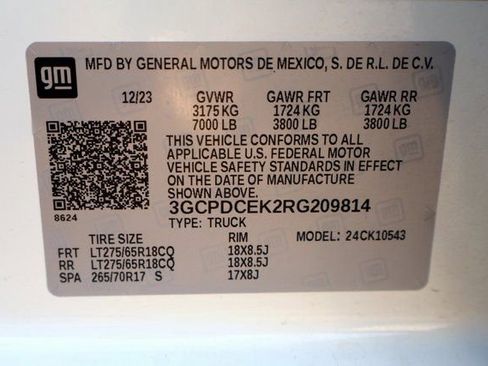 gm MFD BY GENERAL MOTORS DE MEXICO, S. DE R.L. DE C.V.
12/23 GVWR GAWR FRT GAWR RR
3175 KG 1724 KG 1724 KG
7000 LB 3800 LB 3800 LB
THIS VEHICLE CONFORMS TO ALL
APPLICABLE U.S. FEDERAL MOTOR
VEHICLE SAFETY STANDARDS IN EFFECT
ON THE DATE OF MANUFACTURE
SHOWN ABOVE.
8624 3GCPDCEK2RG209814
TYPE: TRUCK
TIRE SIZE RIM MODEL: 24CK10543
FRT LT275/65R18CQ 18X8.5J
RR LT275/65R18CQ 18X8.5J
SPA 265/70R17 S 17X8J